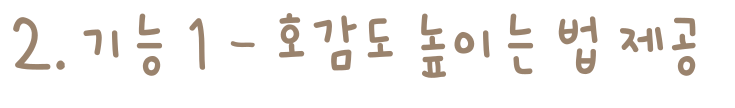 2. 기능 1 - 호감도 높이는 법 제공